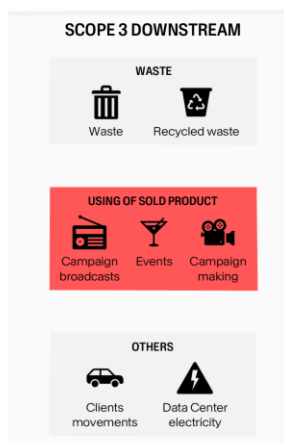 SCOPE 3 DOWNSTREAM
WASTE
Waste
Recycled waste
USING OF SOLD PRODUCT
Campaign
broadcasts
Events
Campaign
making
OTHERS
Clients
movements
Data Center
electricity